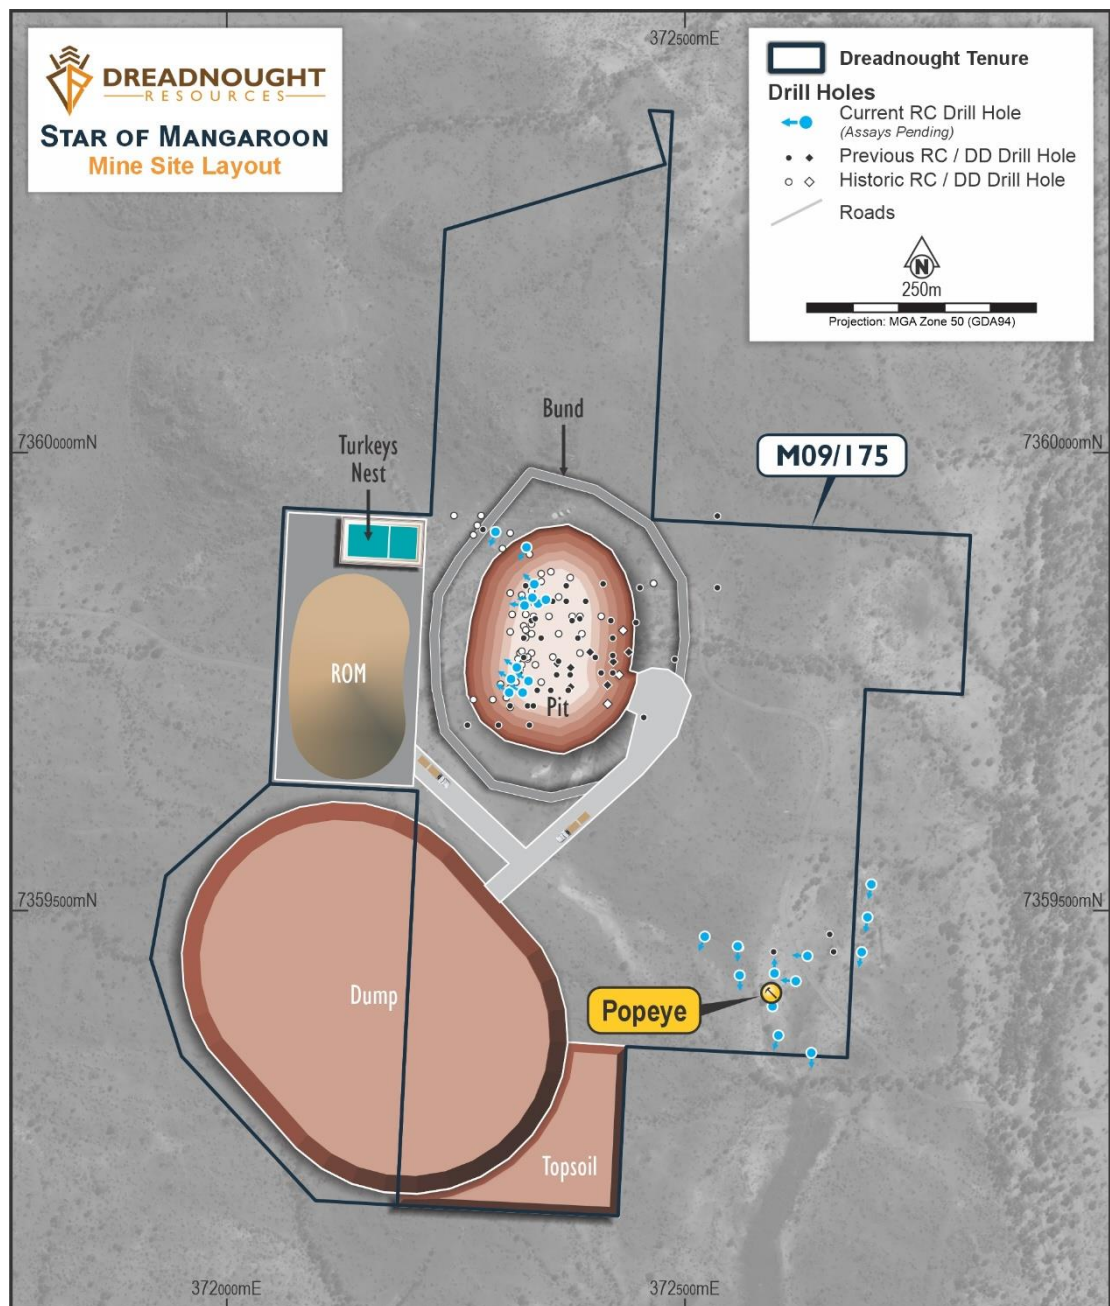 DREADNOUGHT
RESOURCES
STAR OF MANGAROON
Mine Site Layout
372500mE
Dreadnought Tenure
Drill Holes
Current RC Drill Hole
(Assays Pending)
Previous RC / DD Drill Hole
Historic RC / DD Drill Hole
Roads
N
250m
Projection: MGA Zone 50 (GDA94)
Bund
7360000mN
Turkeys
Nest
M09/175
7360000mN
ROM
Pit
7359500mN
7359500mN
Dump
Popeye
Topsoil
372000mE
372500mE